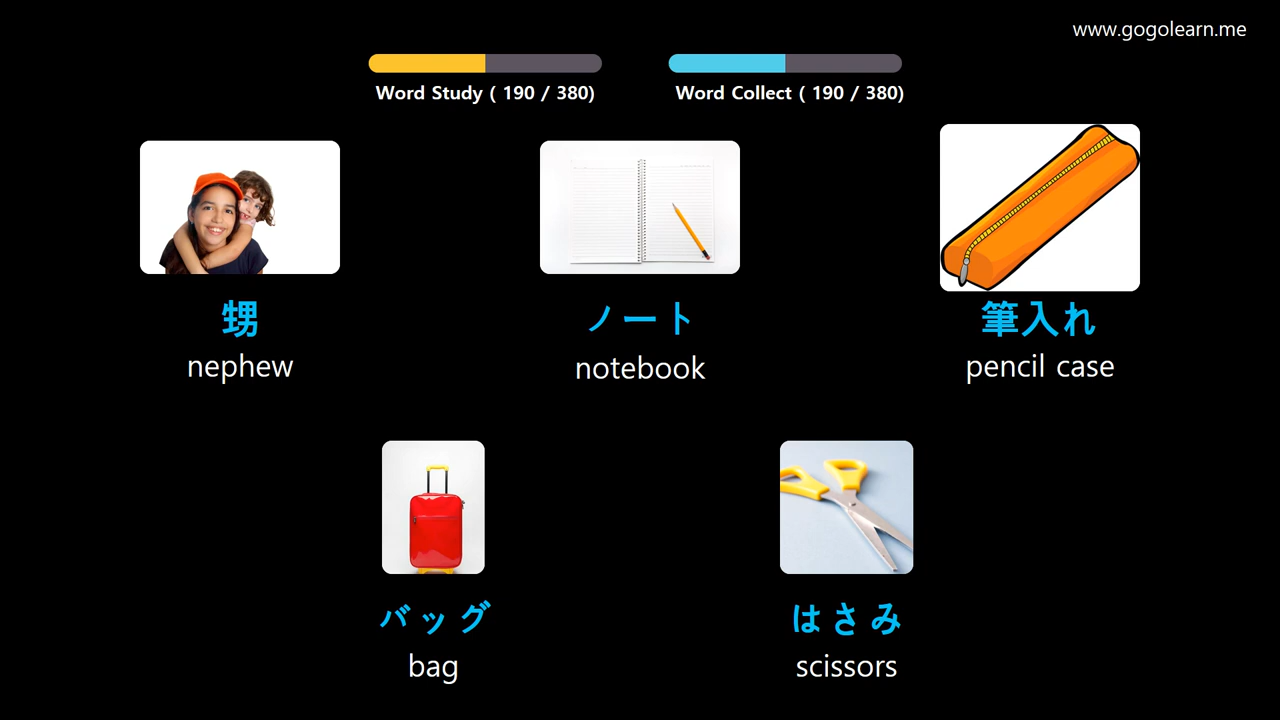 www.gogolearn.me
Word Study ( 190 / 380)
Word Collect ( 190 / 380)
甥
nephew
ノート
notebook
筆入れ
pencil case
バッグ
bag
はさみ
scissors